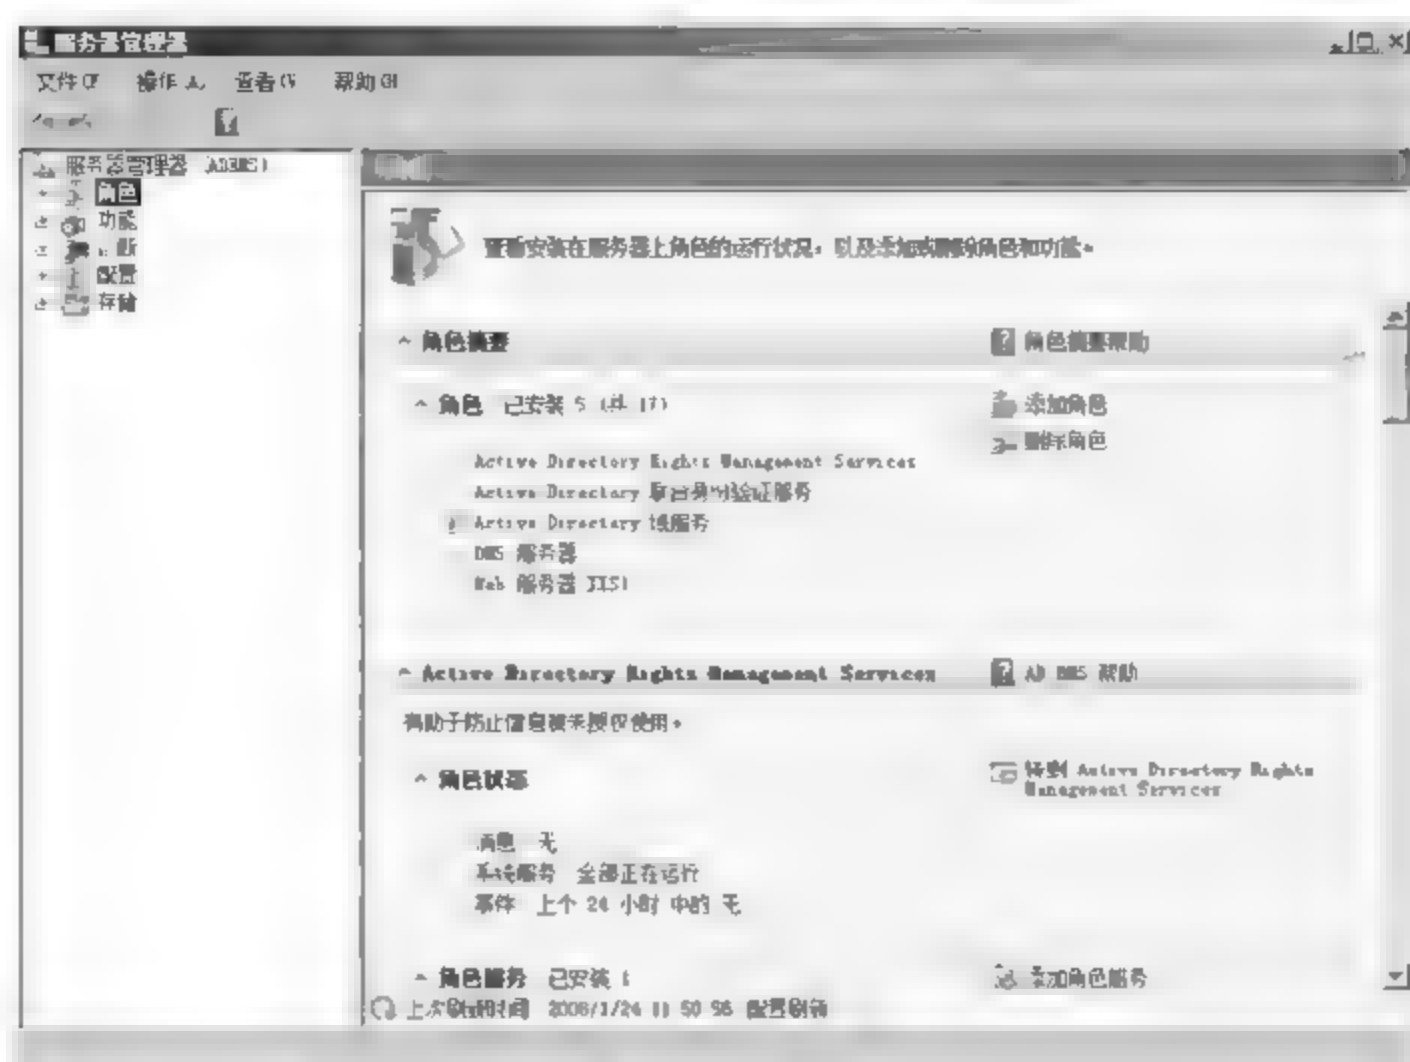 服务器管理器
文件(F) 操作(A) 查看(V) 帮助(H)
服务器管理器 (ADRMS)
角色
功能
诊断
配置
存储
角色
查看安装在服务器上角色的运行状况，以及添加或删除角色和功能。
角色摘要
角色摘要帮助
角色: 已安装 5 (共 17)
添加角色
删除角色
Active Directory Rights Management Services
Active Directory 联合身份验证服务
Active Directory 域服务
DNS 服务器
Web 服务器(IIS)
Active Directory Rights Management Services
AD RMS 帮助
有助于防止信息被未授权使用。
角色状态
转到 Active Directory Rights
Management Services
消息: 无
系统服务: 全部正在运行
事件: 上个 24 小时 中的 无
角色服务: 已安装 1
添加角色服务
上次刷新时间: 2008/1/24 11:50:56 配置刷新